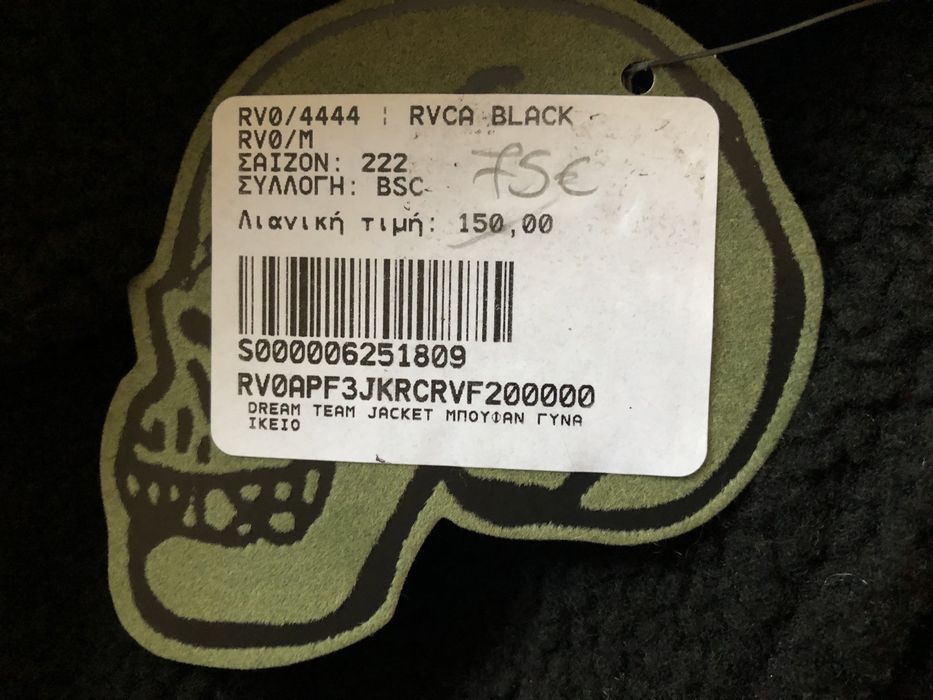 RV0/4444 ¦ RVCA BLACK
RV0/M
ΣΑΙΖΟΝ: 222
75€
ΣΥΛΛΟΓΗ: BSC
Λιανική τιμή: 150,00
S000006251809
RV0APF3JKRCRVF200000
DREAM TEAM JACKET ΜΠΟΥΦΑΝ ΓΥΝΑ
ΙΚΕΙΟ